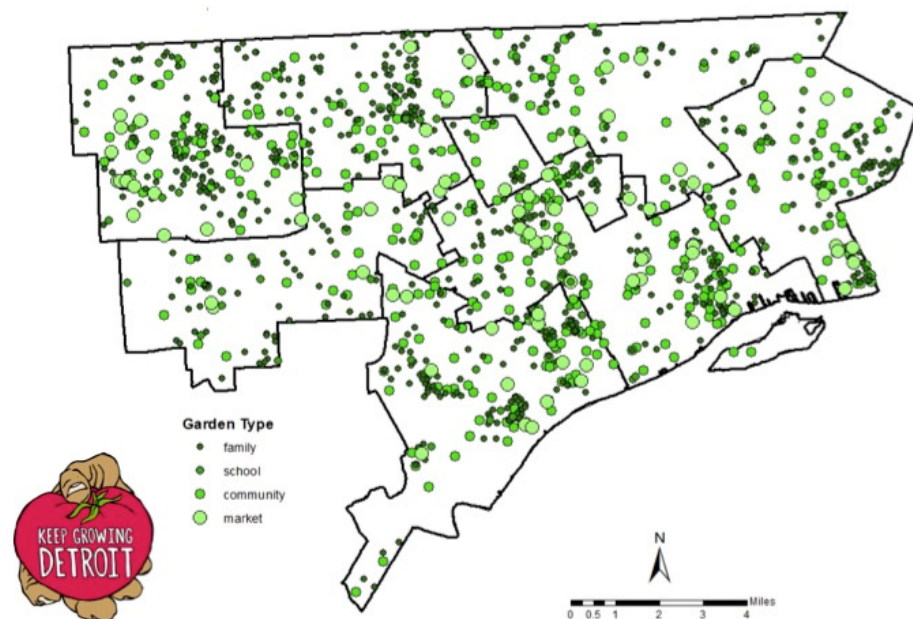 Garden Type
family
school
community
market
KEEP GROWING
DETROIT
N
Miles
0 0.5 1 2 3 4